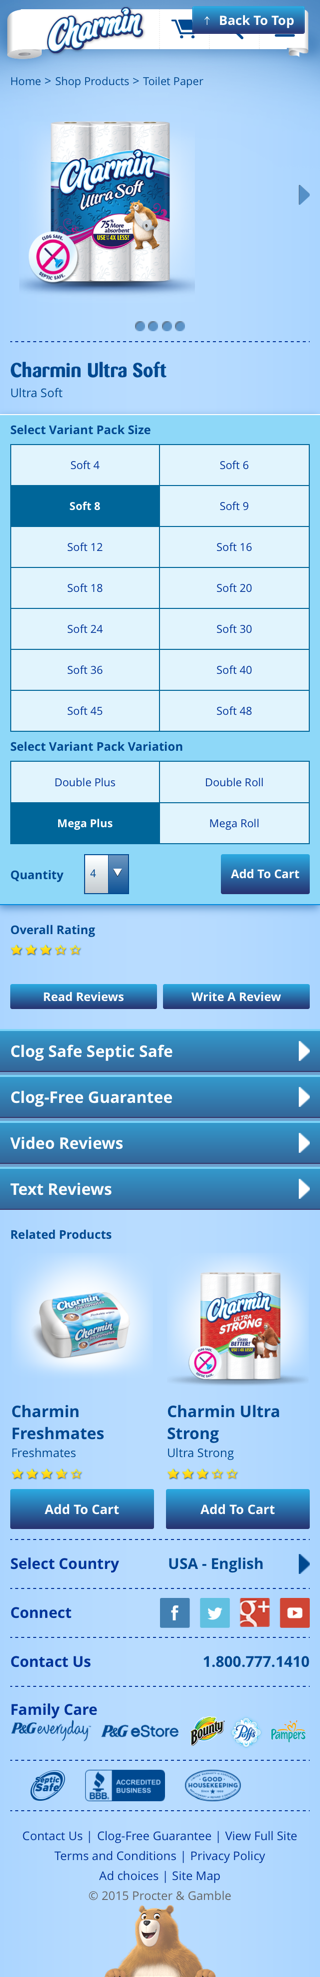 Charmin
↑ Back To Top
Home > Shop Products > Toilet Paper
Charmin
Ultra Soft
75% More
absorbent*
USE UP TO 4X LESS!
CLOG SAFE.
SEPTIC SAFE.
Charmin Ultra Soft
Ultra Soft
Select Variant Pack Size
Soft 4
Soft 6
Soft 8
Soft 9
Soft 12
Soft 16
Soft 18
Soft 20
Soft 24
Soft 30
Soft 36
Soft 40
Soft 45
Soft 48
Select Variant Pack Variation
Double Plus
Double Roll
Mega Plus
Mega Roll
Quantity
4
Add To Cart
Overall Rating
Read Reviews
Write A Review
Clog Safe Septic Safe
Clog-Free Guarantee
Video Reviews
Text Reviews
Related Products
Charmin
Charmin
Charmin
ULTRA
STRONG
Charmin
Freshmates
Freshmates
Charmin Ultra
Strong
Ultra Strong
Add To Cart
Add To Cart
Select Country
USA - English
Connect
f
g+
Contact Us
1.800.777.1410
Family Care
P&G everyday
P&G eStore
Bounty
Puffs
Pampers
Septic
Safe
BBB
ACCREDITED
BUSINESS
GOOD
HOUSEKEEPING
Contact Us | Clog-Free Guarantee | View Full Site
Terms and Conditions | Privacy Policy
Ad choices | Site Map
© 2015 Procter & Gamble